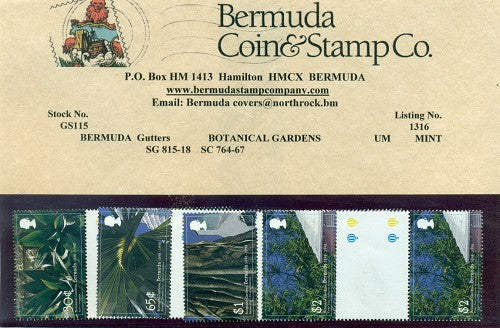 Bermuda
Coin&Stamp Co.
P.O. Box HM 1413 Hamilton HMCX BERMUDA
www.bermudastampcompany.com
Email: Bermuda covers@northrock.bm
Stock No. Listing No.
GS115 1316
BERMUDA Gutters BOTANICAL GARDENS UM MINT
SG 815-18 SC 764-67
30¢ 65¢ $1 $2 $2